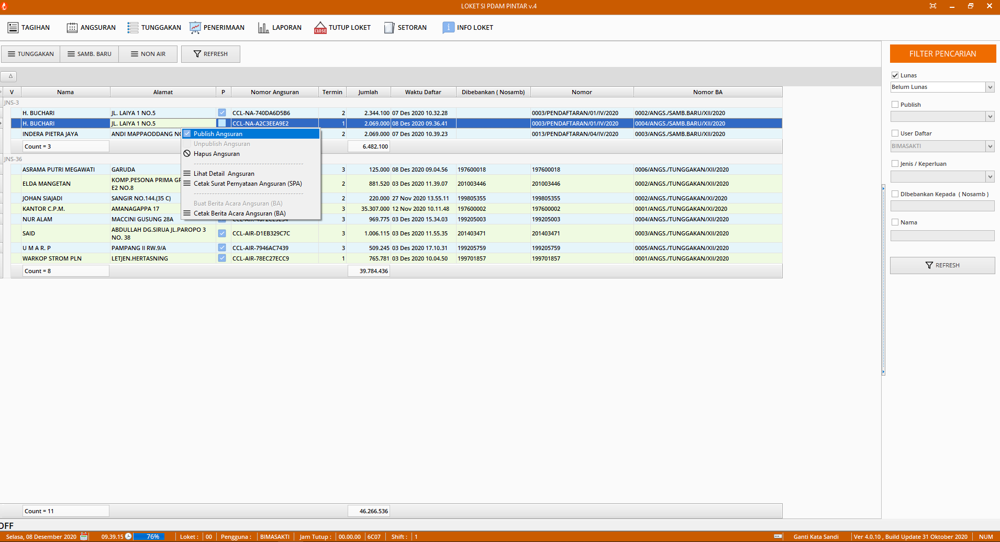 LOKET SI PDAM PINTAR v.4
TAGIHAN ANGSURAN TUNGGAKAN PENERIMAAN LAPORAN CLOSE TUTUP LOKET SETORAN INFO LOKET
TUNGGAKAN SAMB. BARU NON AIR REFRESH
V Nama Alamat P Nomor Angsuran Termin Jumlah Waktu Daftar Dibebankan ( Nosamb) Nomor Nomor BA
JNS-3
H. BUCHARI JL. LAIYA 1 NO.5 CCL-NA-740DA6D5B6 2 2.344.100 07 Des 2020 10.32.28 0003/PENDAFTARAN/01/IV/2020 0002/ANGS./SAMB.BARU/XII/2020
H. BUCHARI JL. LAIYA 1 NO.5 CCL-NA-A2C3EEA9E2 1 2.069.000 08 Des 2020 09.36.41 0003/PENDAFTARAN/01/IV/2020 0004/ANGS./SAMB.BARU/XII/2020
INDERA PIETRA JAYA ANDI MAPPAODDANG 2 2.069.000 07 Des 2020 10.39.23 0013/PENDAFTARAN/04/IV/2020 0003/ANGS./SAMB.BARU/XII/2020
Count = 3 6.482.100
JNS-36
ASRAMA PUTRI MEGAWATI GARUDA 3 125.000 08 Des 2020 09.04.56 197600018 197600018 0006/ANGS./TUNGGAKAN/XII/2020
ELDA MANGETAN KOMP.PESONA PRIMA
E2 NO.8 2 881.520 03 Des 2020 11.39.07 201003446 201003446 0002/ANGS./TUNGGAKAN/XII/2020
JOHAN SIAJADI SANGIR NO.144.(35 C) 2 220.000 27 Nov 2020 13.55.11 199805355 199805355 0002/ANGS./TUNGGAKAN/XI/2020
KANTOR C.P.M. AMANAGAPPA 17 3 35.307.000 12 Nov 2020 10.11.48 197600002 197600002 0001/ANGS./TUNGGAKAN/XI/2020
NUR ALAM MACCINI GUSUNG 28A 3 969.775 03 Des 2020 15.34.03 199205003 199205003 0004/ANGS./TUNGGAKAN/XII/2020
SAID ABDULLAH DG.SIRUA JL.PAROPO 3
NO. 38 CCL-AIR-D1EB329C7C 3 1.006.115 03 Des 2020 11.55.35 201403471 201403471 0003/ANGS./TUNGGAKAN/XII/2020
U M A R. P PAMPANG II RW.9/A CCL-AIR-7946AC7439 3 509.245 03 Des 2020 17.10.31 199205759 199205759 0005/ANGS./TUNGGAKAN/XII/2020
WARKOP STROM PLN LETJEN.HERTASNING CCL-AIR-78EC27ECC9 1 765.781 03 Des 2020 10.04.50 199701857 199701857 0001/ANGS./TUNGGAKAN/XII/2020
Count = 8 39.784.436
Publish Angsuran
Unpublish Angsuran
Hapus Angsuran
Lihat Detail Angsuran
Cetak Surat Pernyataan Angsuran (SPA)
Buat Berita Acara Angsuran (BA)
Cetak Berita Acara Angsuran (BA)
FILTER PENCARIAN
Lunas
Belum Lunas
Publish
User Daftar
BIMASAKTI
Jenis / Keperluan
DIbebankan Kepada ( Nosamb )
Nama
REFRESH
Count = 11 46.266.536
OFF
Selasa, 08 Desember 2020 09.39.15 76% Loket : 00 Pengguna : BIMASAKTI Jam Tutup : 00.00.00 6C07 Shift : 1 Ganti Kata Sandi Ver 4.0.10 , Build Update 31 Oktober 2020 NUM